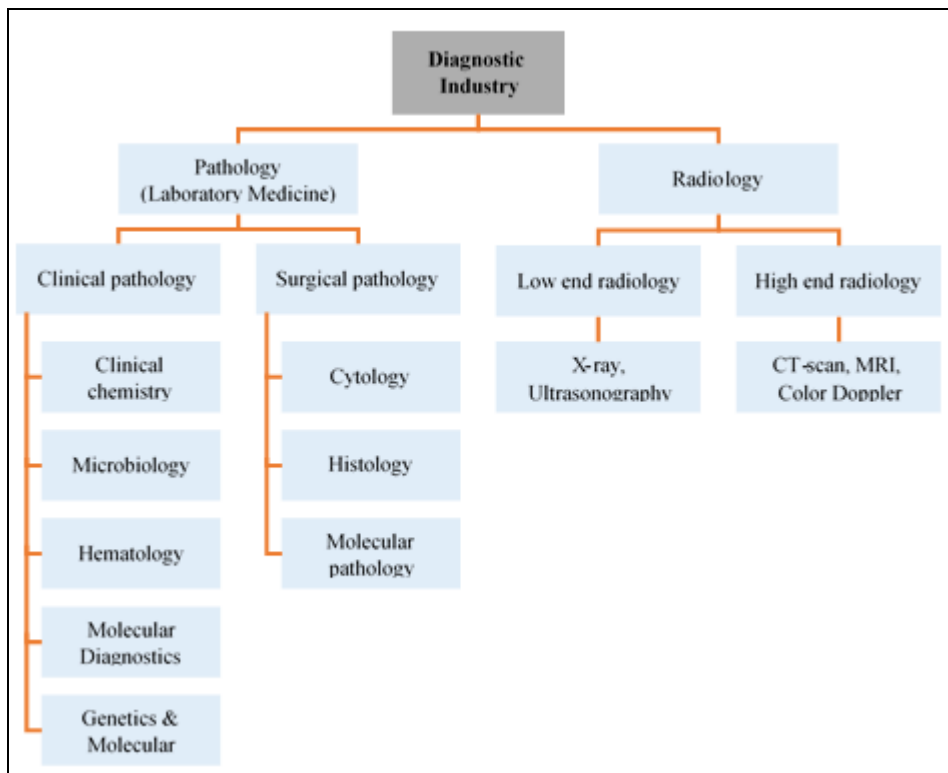 Diagnostic
Industry
Pathology
(Laboratory Medicine)
Radiology
Clinical pathology
Surgical pathology
Low end radiology
High end radiology
Clinical
chemistry
Cytology
X-ray,
Ultrasonography
CT-scan, MRI,
Color Doppler
Microbiology
Histology
Hematology
Molecular
pathology
Molecular
Diagnostics
Genetics &
Molecular